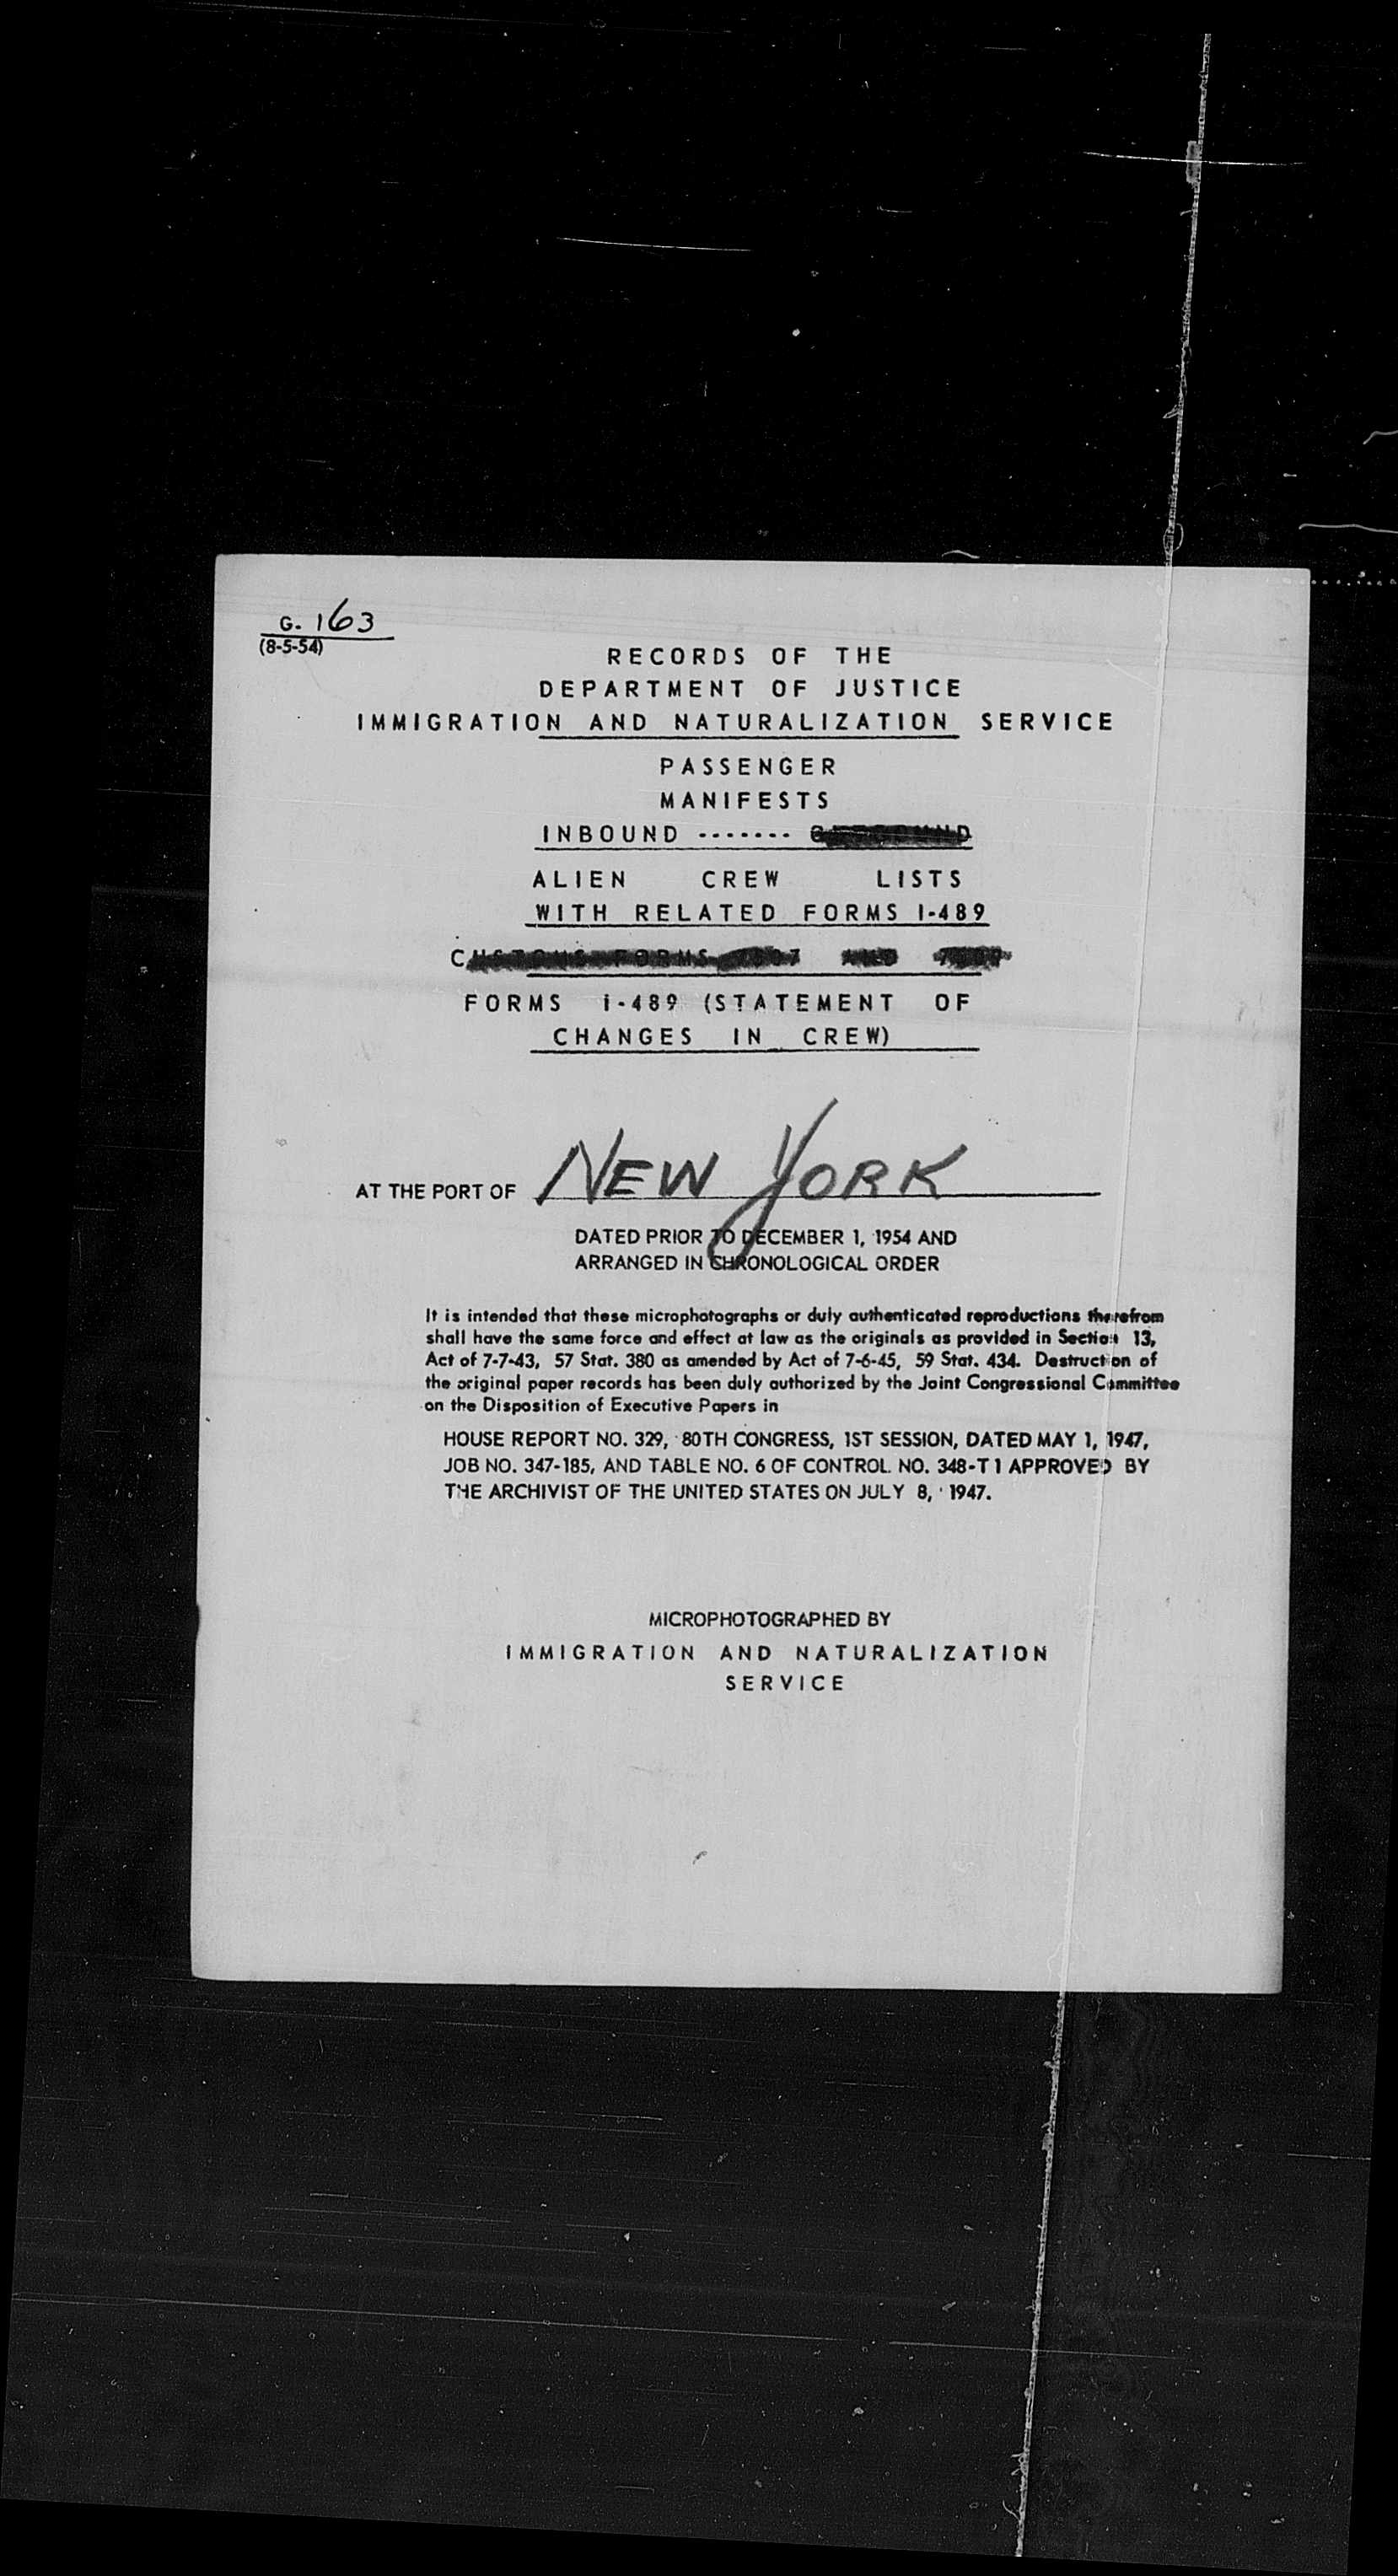 G. 163
(8-5-54)
RECORDS OF THE
DEPARTMENT OF JUSTICE
IMMIGRATION AND NATURALIZATION SERVICE
PASSENGER
MANIFESTS
INBOUND -------
ALIEN CREW LISTS
WITH RELATED FORMS I-489
CUSTOMS FORMS AND
FORMS I-489 (STATEMENT OF
CHANGES IN CREW)
AT THE PORT OF NEW YORK
DATED PRIOR TO DECEMBER 1, 1954 AND
ARRANGED IN CHRONOLOGICAL ORDER
It is intended that these microphotographs or duly authenticated reproductions therefrom
shall have the same force and effect at law as the originals as provided in Section 13,
Act of 7-7-43, 57 Stat. 380 as amended by Act of 7-6-45, 59 Stat. 434. Destruction of
the original paper records has been duly authorized by the Joint Congressional Committee
on the Disposition of Executive Papers in
HOUSE REPORT NO. 329, 80TH CONGRESS, 1ST SESSION, DATED MAY 1, 1947,
JOB NO. 347-185, AND TABLE NO. 6 OF CONTROL NO. 348-T1 APPROVED BY
THE ARCHIVIST OF THE UNITED STATES ON JULY 8, 1947.
MICROPHOTOGRAPHED BY
IMMIGRATION AND NATURALIZATION
SERVICE